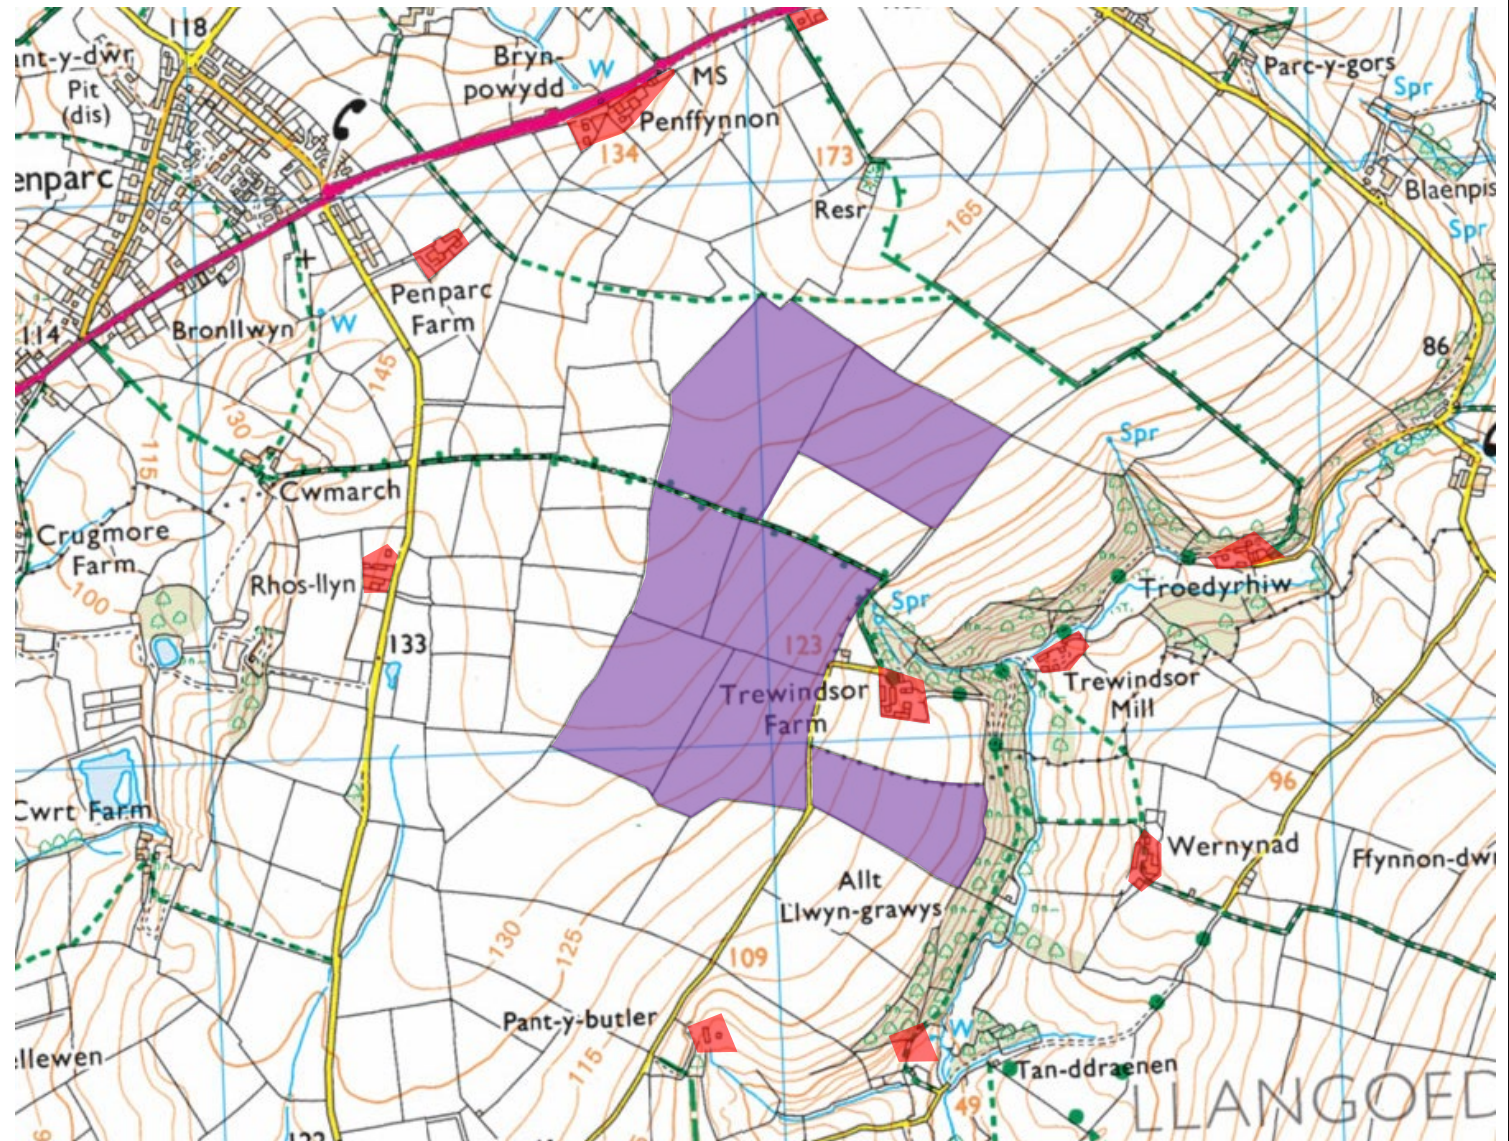 118
ant-y-dwr
Pit
(dis)
enparc
114
Bryn-
powydd
W
MS
Penffynnon
134
173
Resr
165
Parc-y-gors
Spr
Blaenpis
Spr
86
Penparc
Farm
Bronllwyn
W
145
130
115
Cwmarch
Crugmore
Farm
100
Rhos-llyn
133
Spr
Spr
Troedyrhiw
123
Trewindsor
Farm
Trewindsor
Mill
96
Cwrt Farm
Wernynad
Ffynnon-dwr
Allt
Llwyn-grawys
130
125
109
Pant-y-butler
115
W
Tan-ddraenen
49
ellewen
LLANGOED
122